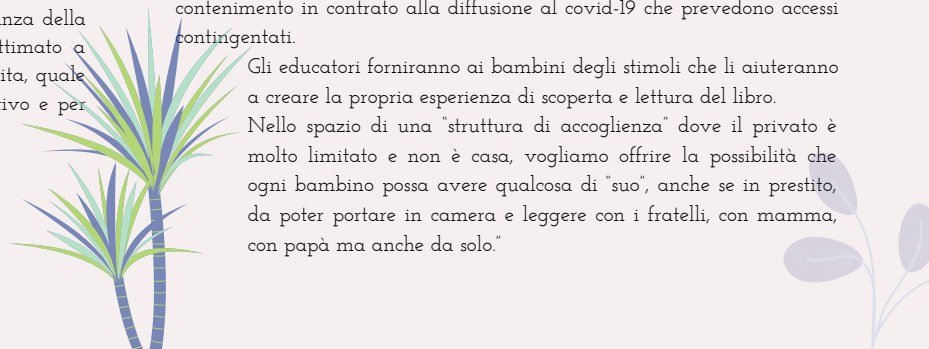 nza della
ttimato a
ita, quale
ivo e per
contenimento in contrato alla diffusione al covid-19 che prevedono accessi
contingentati.
Gli educatori forniranno ai bambini degli stimoli che li aiuteranno
a creare la propria esperienza di scoperta e lettura del libro.
Nello spazio di una “struttura di accoglienza” dove il privato è
molto limitato e non è casa, vogliamo offrire la possibilità che
ogni bambino possa avere qualcosa di “suo”, anche se in prestito,
da poter portare in camera e leggere con i fratelli, con mamma,
con papà ma anche da solo.”